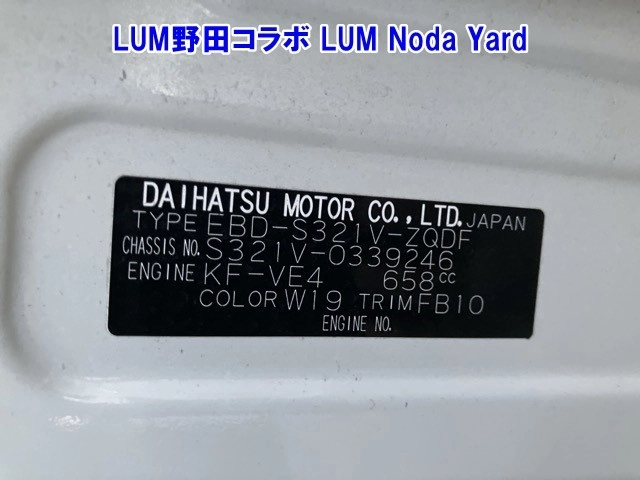 LUM野田コラボ LUM Noda Yard
DAIHATSU MOTOR CO.,LTD. JAPAN
TYPE EBD-S321V-ZQDF
CHASSIS NO. S321V-0339246
ENGINE KF-VE4 658cc
COLOR W19 TRIM FB10
ENGINE NO.